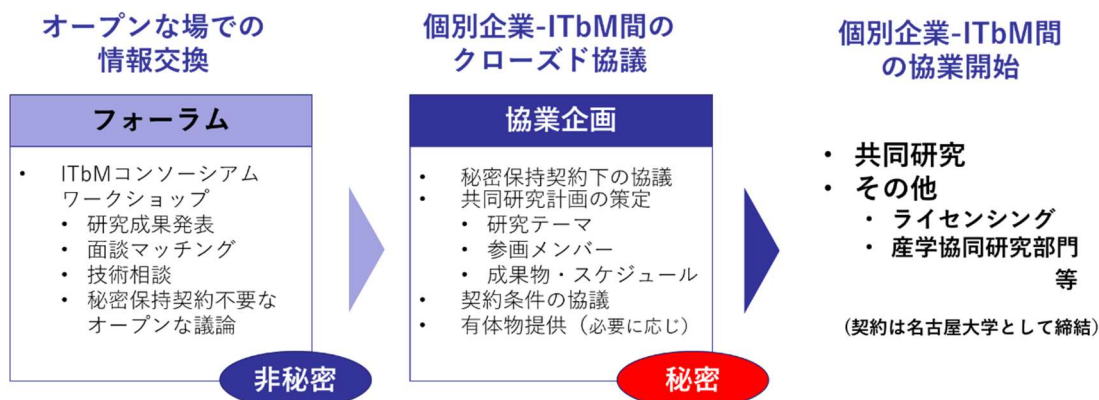 オープンな場での
情報交換
フォーラム
・ ITbMコンソーシアム
ワークショップ
・ 研究成果発表
・ 面談マッチング
・ 技術相談
・ 秘密保持契約不要な
オープンな議論
非秘密
個別企業-ITbM間の
クローズド協議
協業企画
・ 秘密保持契約下の協議
・ 共同研究計画の策定
・ 研究テーマ
・ 参画メンバー
・ 成果物・スケジュール
・ 契約条件の協議
・ 有体物提供（必要に応じ）
秘密
個別企業-ITbM間
の協業開始
・ 共同研究
・ その他
・ ライセンシング
・ 産学協同研究部門
等
（契約は名古屋大学として締結）